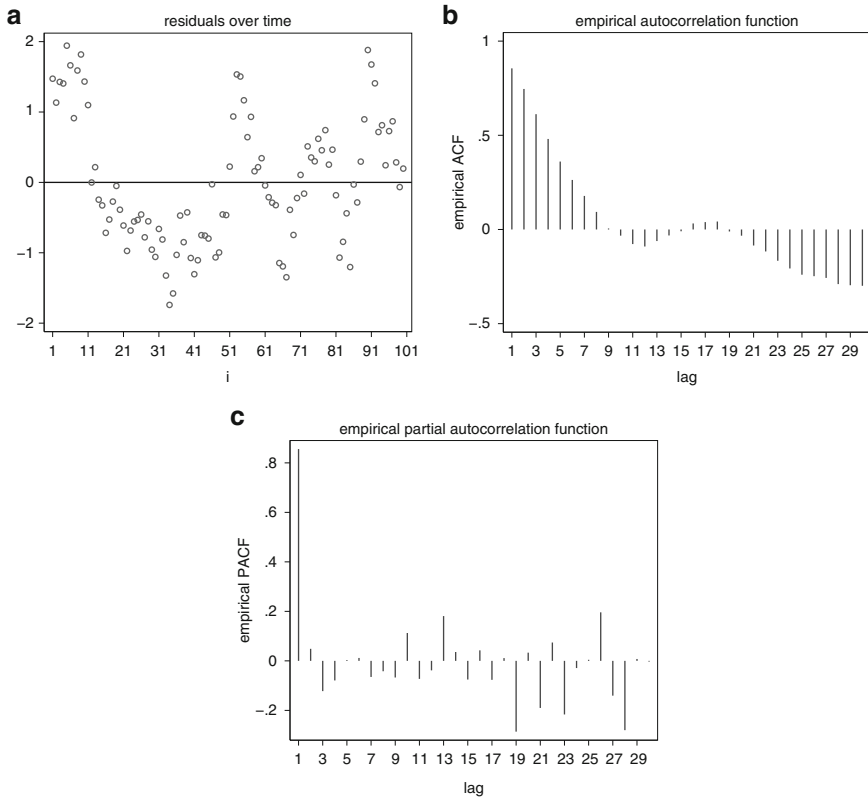 a
residuals over time
2
1
0
−1
−2
1 11 21 31 41 51 61 71 81 91 101
i
b
empirical autocorrelation function
empirical ACF
1
.5
0
−.5
1 3 5 7 9 11 13 15 17 19 21 23 25 27 29
lag
c
empirical partial autocorrelation function
empirical PACF
.8
.6
.4
.2
0
−.2
1 3 5 7 9 11 13 15 17 19 21 23 25 27 29
lag